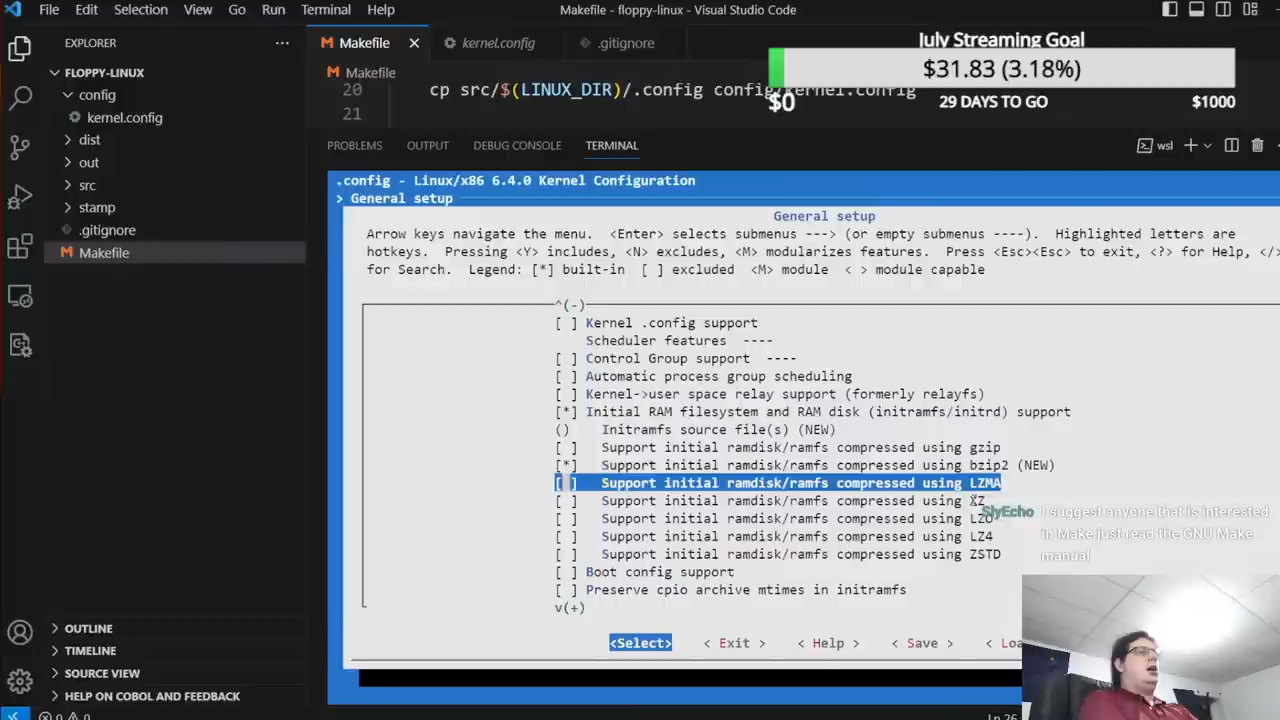 File Edit Selection View Go Run Terminal Help
Makefile - floppy-linux - Visual Studio Code
EXPLORER
FLOPPY-LINUX
config
kernel.config
dist
out
src
stamp
.gitignore
Makefile
OUTLINE
TIMELINE
SOURCE VIEW
HELP ON COBOL AND FEEDBACK
Makefile
kernel.config
.gitignore
Makefile
20 cp src/$(LINUX_DIR)/.config config/kernel.config
21
July Streaming Goal
$31.83 (3.18%)
$0 29 DAYS TO GO $1000
PROBLEMS OUTPUT DEBUG CONSOLE TERMINAL
wsl
.config - Linux/x86 6.4.0 Kernel Configuration
> General setup
General setup
Arrow keys navigate the menu. <Enter> selects submenus ---> (or empty submenus ----). Highlighted letters are
hotkeys. Pressing <Y> includes, <N> excludes, <M> modularizes features. Press <Esc><Esc> to exit, <?> for Help, </>
for Search. Legend: [*] built-in [ ] excluded <M> module < > module capable
^(-)
[ ] Kernel .config support
Scheduler features ----
[ ] Control Group support ----
[ ] Automatic process group scheduling
[ ] Kernel->user space relay support (formerly relayfs)
[*] Initial RAM filesystem and RAM disk (initramfs/initrd) support
() Initramfs source file(s) (NEW)
[ ] Support initial ramdisk/ramfs compressed using gzip
[*] Support initial ramdisk/ramfs compressed using bzip2 (NEW)
[ ] Support initial ramdisk/ramfs compressed using LZMA
[ ] Support initial ramdisk/ramfs compressed using XZ
[ ] Support initial ramdisk/ramfs compressed using LZO
[ ] Support initial ramdisk/ramfs compressed using LZ4
[ ] Support initial ramdisk/ramfs compressed using ZSTD
[ ] Boot config support
[ ] Preserve cpio archive mtimes in initramfs
v(+)
<Select> < Exit > < Help > < Save > < Loa
SlyEcho I suggest anyone that is interested
in Make just read the GNU Make
manual
0 0
Ln 26